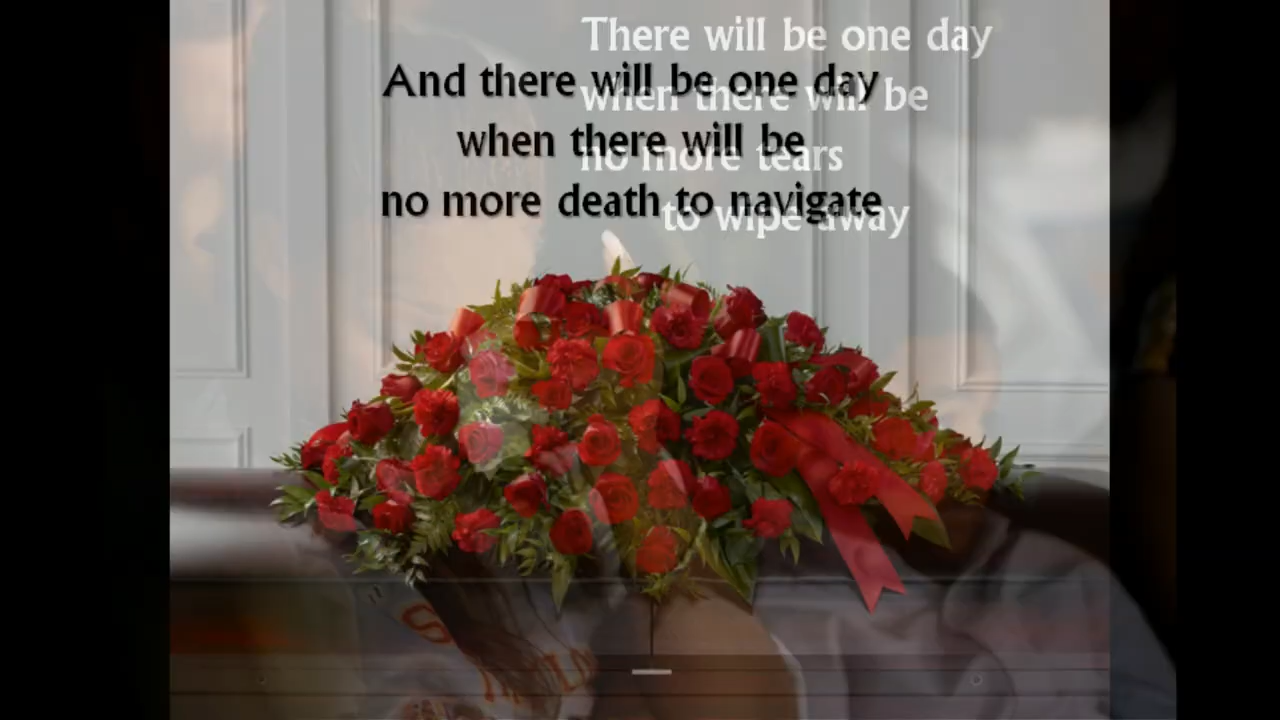 There will be one day
when there will be
no more tears
to wipe away
And there will be one day
when there will be
no more death to navigate